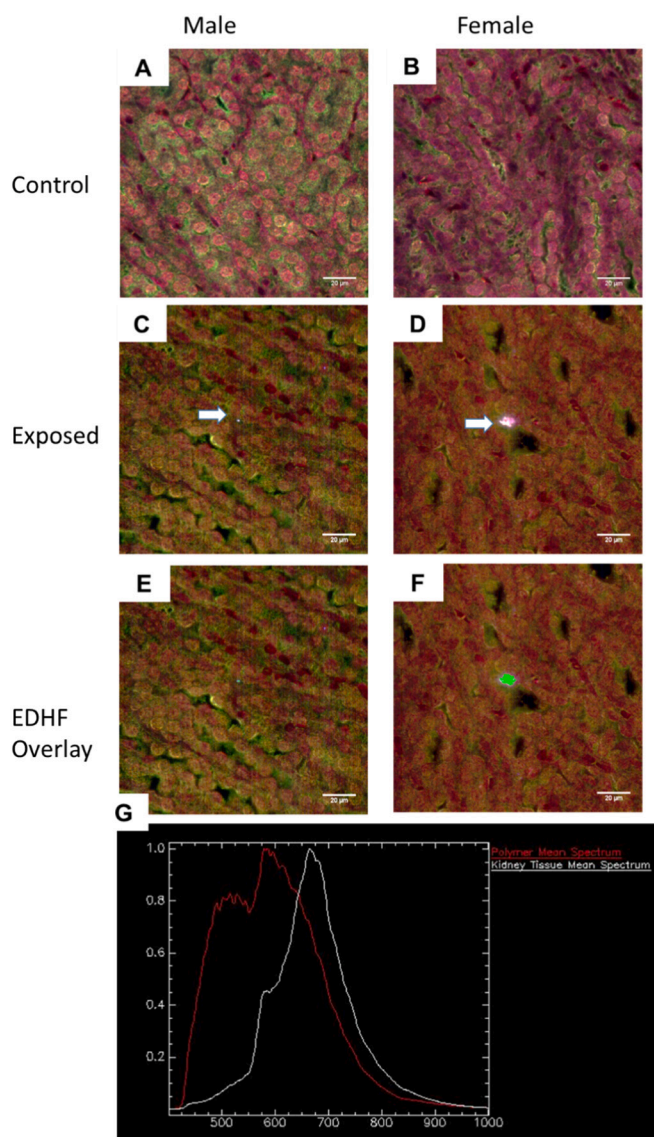 Male Female
A B
Control
20 µm 20 µm
C D
Exposed
20 µm 20 µm
E F
EDHF
Overlay
20 µm 20 µm
G
Polymer Mean Spectrum
Kidney Tissue Mean Spectrum
1.0
0.8
0.6
0.4
0.2
500 600 700 800 900 1000